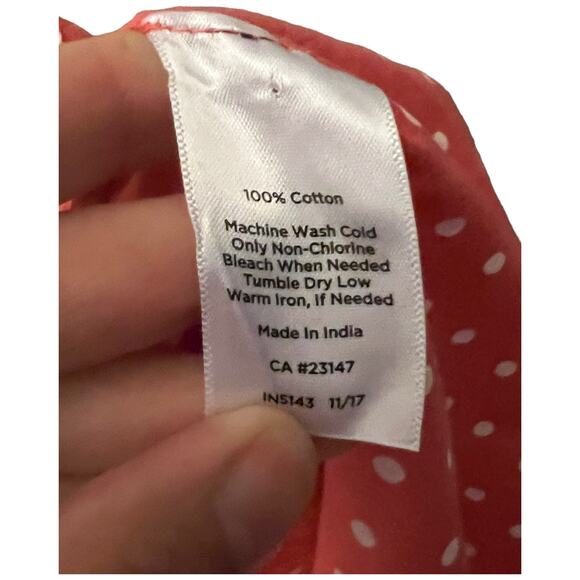 100% Cotton
Machine Wash Cold
Only Non-Chlorine
Bleach When Needed
Tumble Dry Low
Warm Iron, If Needed
Made In India
CA #23147
IN5143 11/17